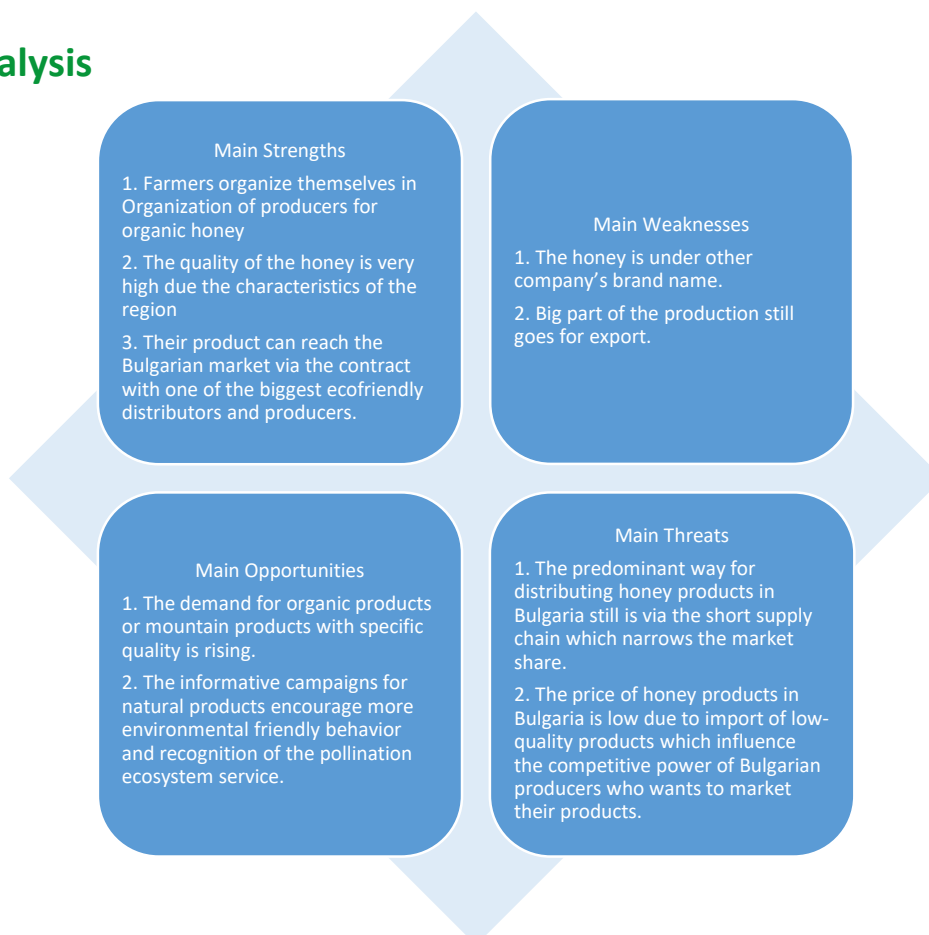 alysis
Main Strengths
1. Farmers organize themselves in
Organization of producers for
organic honey
2. The quality of the honey is very
high due the characteristics of the
region
3. Their product can reach the
Bulgarian market via the contract
with one of the biggest ecofriendly
distributors and producers.
Main Weaknesses
1. The honey is under other
company’s brand name.
2. Big part of the production still
goes for export.
Main Opportunities
1. The demand for organic products
or mountain products with specific
quality is rising.
2. The informative campaigns for
natural products encourage more
environmental friendly behavior
and recognition of the pollination
ecosystem service.
Main Threats
1. The predominant way for
distributing honey products in
Bulgaria still is via the short supply
chain which narrows the market
share.
2. The price of honey products in
Bulgaria is low due to import of low-
quality products which influence
the competitive power of Bulgarian
producers who wants to market
their products.